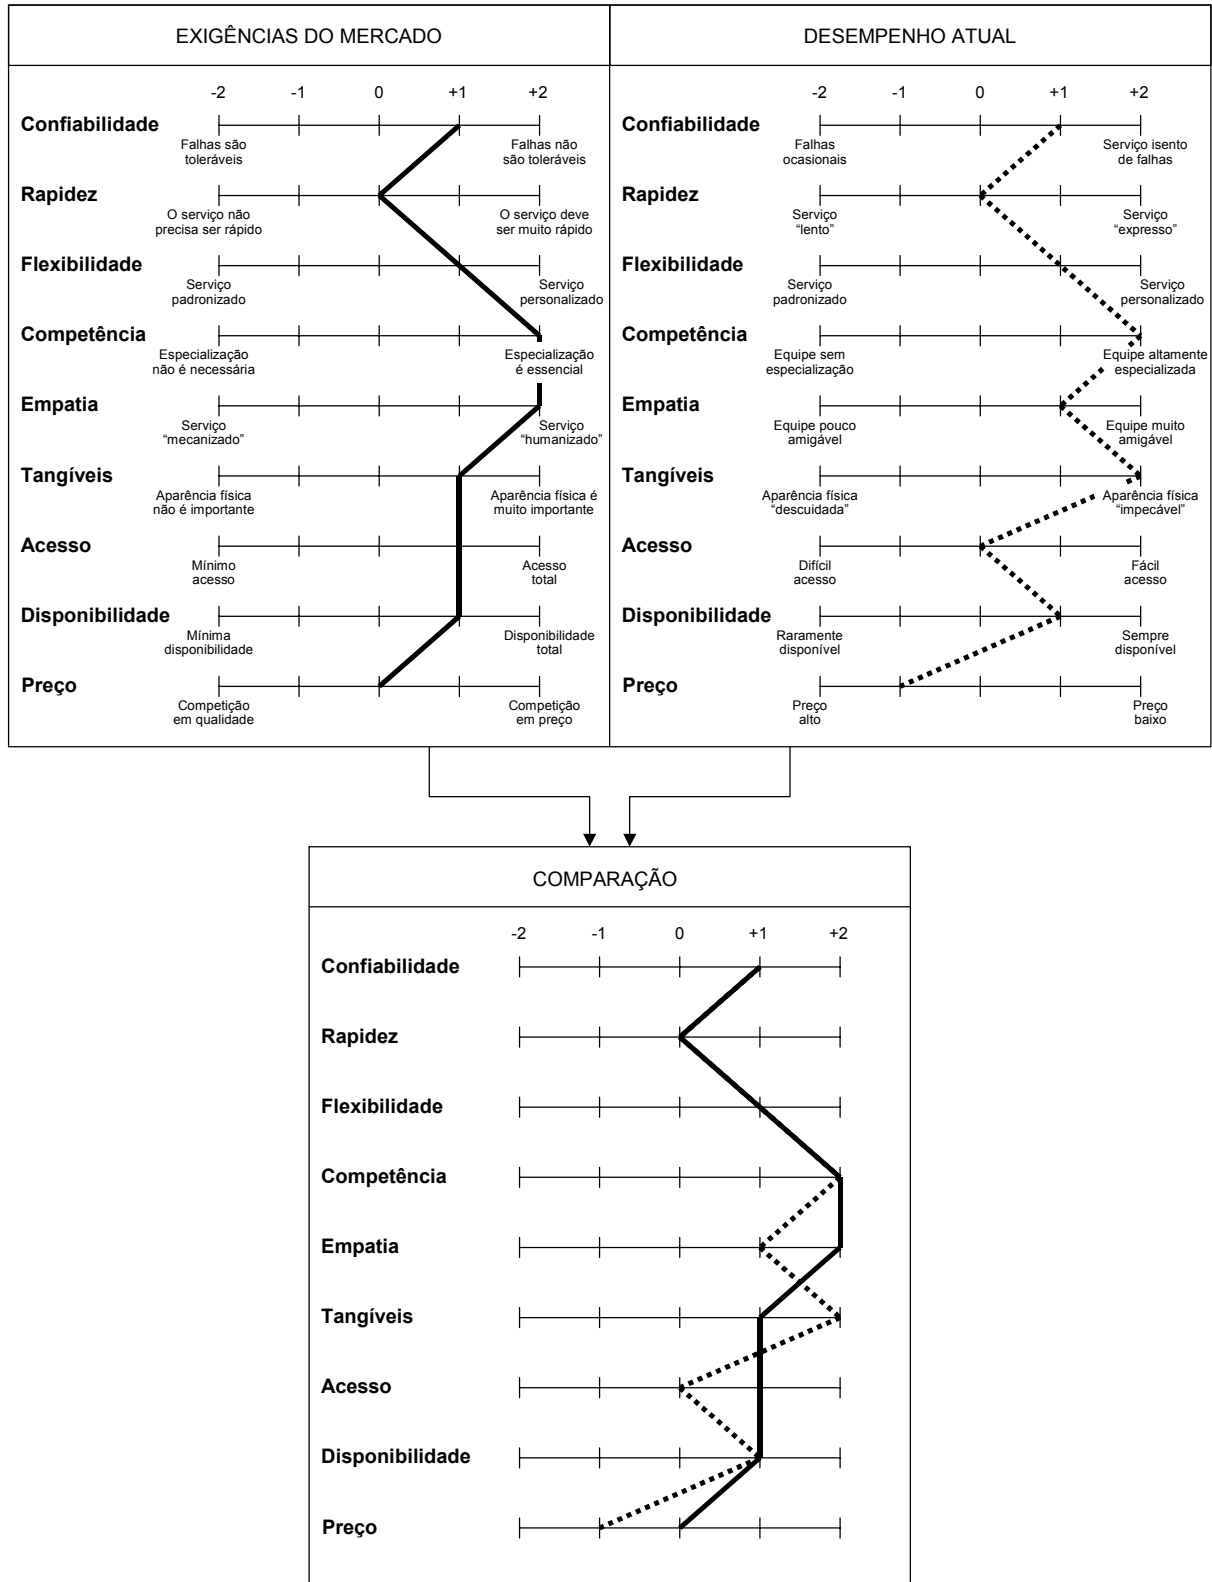 EXIGÊNCIAS DO MERCADO
-2 -1 0 +1 +2
Confiabilidade
Falhas são
toleráveis
Falhas não
são toleráveis
Rapidez
O serviço não
precisa ser rápido
O serviço deve
ser muito rápido
Flexibilidade
Serviço
padronizado
Serviço
personalizado
Competência
Especialização
não é necessária
Especialização
é essencial
Empatia
Serviço
“mecanizado”
Serviço
“humanizado”
Tangíveis
Aparência física
não é importante
Aparência física é
muito importante
Acesso
Mínimo
acesso
Acesso
total
Disponibilidade
Mínima
disponibilidade
Disponibilidade
total
Preço
Competição
em qualidade
Competição
em preço
DESEMPENHO ATUAL
-2 -1 0 +1 +2
Confiabilidade
Falhas
ocasionais
Serviço isento
de falhas
Rapidez
Serviço
“lento”
Serviço
“expresso”
Flexibilidade
Serviço
padronizado
Serviço
personalizado
Competência
Equipe sem
especialização
Equipe altamente
especializada
Empatia
Equipe pouco
amigável
Equipe muito
amigável
Tangíveis
Aparência física
“descuidada”
Aparência física
“impecável”
Acesso
Difícil
acesso
Fácil
acesso
Disponibilidade
Raramente
disponível
Sempre
disponível
Preço
Preço
alto
Preço
baixo
COMPARAÇÃO
-2 -1 0 +1 +2
Confiabilidade
Rapidez
Flexibilidade
Competência
Empatia
Tangíveis
Acesso
Disponibilidade
Preço